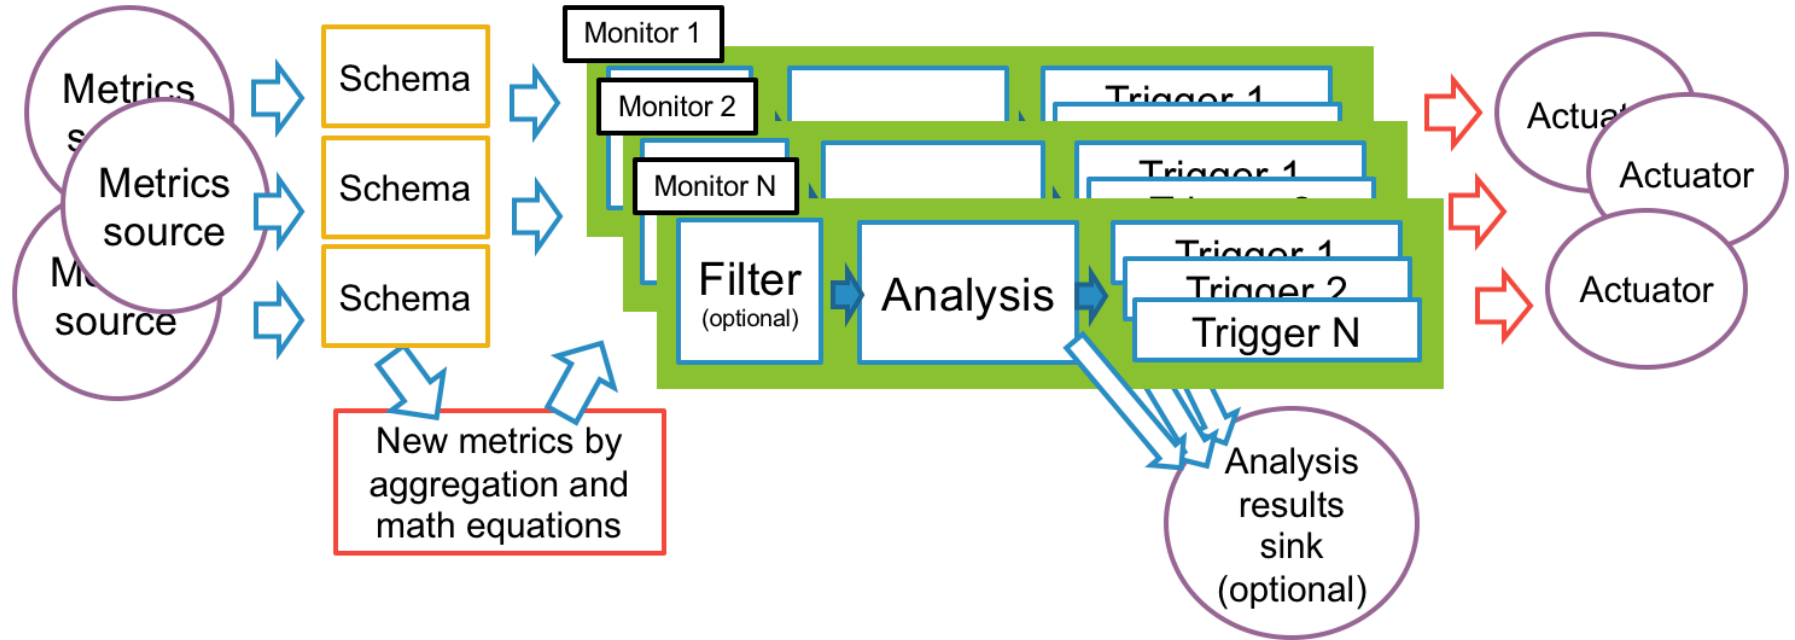 Metrics
Metrics
source
source
Schema
Schema
Schema
New metrics by
aggregation and
math equations
Monitor 1
Monitor 2
Monitor N
Trigger 1
Trigger 1
Filter
(optional)
Analysis
Trigger 1
Trigger 2
Trigger N
Actuator
Actuator
Analysis
results
sink
(optional)